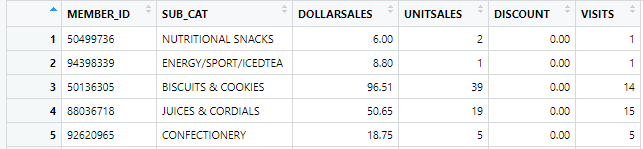 MEMBER_ID SUB_CAT DOLLARSALES UNITSALES DISCOUNT VISITS
1 50499736 NUTRITIONAL SNACKS 6.00 2 0.00 1
2 94398339 ENERGY/SPORT/ICEDTEA 8.80 1 0.00 1
3 50136305 BISCUITS & COOKIES 96.51 39 0.00 14
4 88036718 JUICES & CORDIALS 50.65 19 0.00 15
5 92620965 CONFECTIONERY 18.75 5 0.00 5